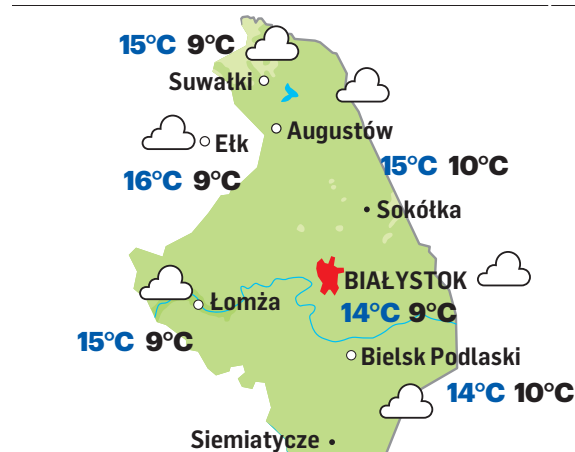 15°C 9°C
Suwałki
Augustów
Ełk
16°C 9°C
15°C 10°C
Sokółka
BIAŁYSTOK
Łomża
14°C 9°C
15°C 9°C
Bielsk Podlaski
14°C 10°C
Siemiatycze